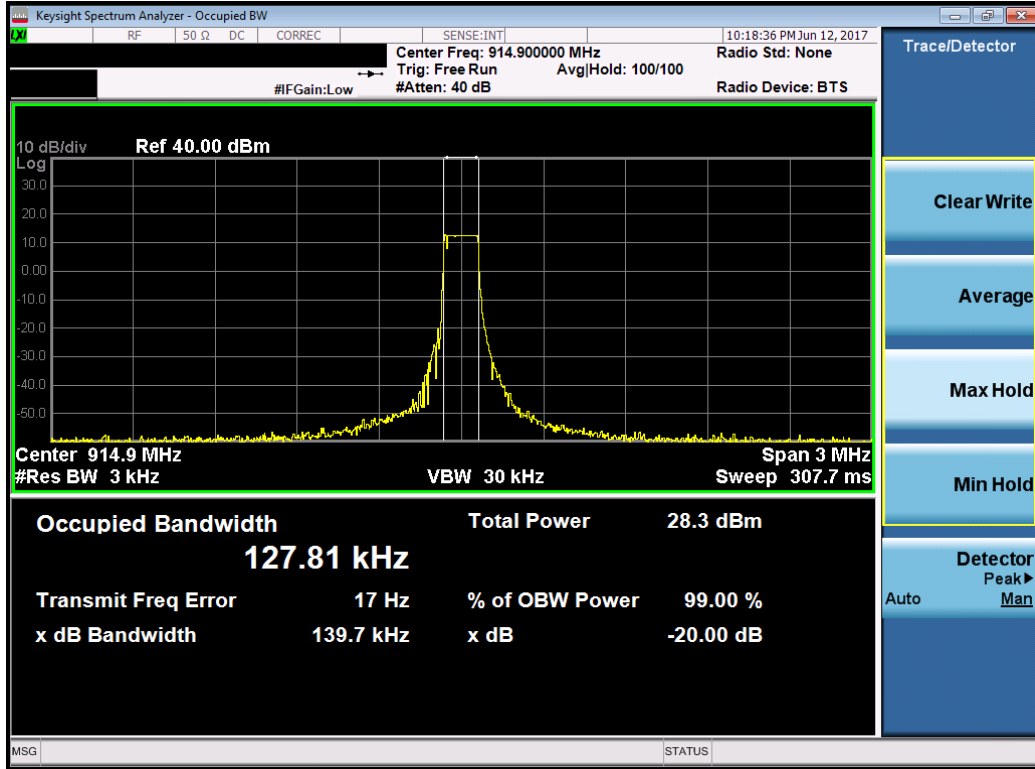 Keysight Spectrum Analyzer - Occupied BW
LXI RF 50 Ω DC CORREC SENSE:INT 10:18:36 PM Jun 12, 2017
Center Freq: 914.900000 MHz Radio Std: None
Trig: Free Run Avg|Hold: 100/100
#IFGain:Low #Atten: 40 dB Radio Device: BTS
10 dB/div Ref 40.00 dBm
Log
30.0
20.0
10.0
0.00
-10.0
-20.0
-30.0
-40.0
-50.0
Center 914.9 MHz Span 3 MHz
#Res BW 3 kHz VBW 30 kHz Sweep 307.7 ms
Occupied Bandwidth Total Power 28.3 dBm
127.81 kHz
Transmit Freq Error 17 Hz % of OBW Power 99.00 %
x dB Bandwidth 139.7 kHz x dB -20.00 dB
MSG STATUS
Trace/Detector
Clear Write
Average
Max Hold
Min Hold
Detector
Peak▶
Auto Man